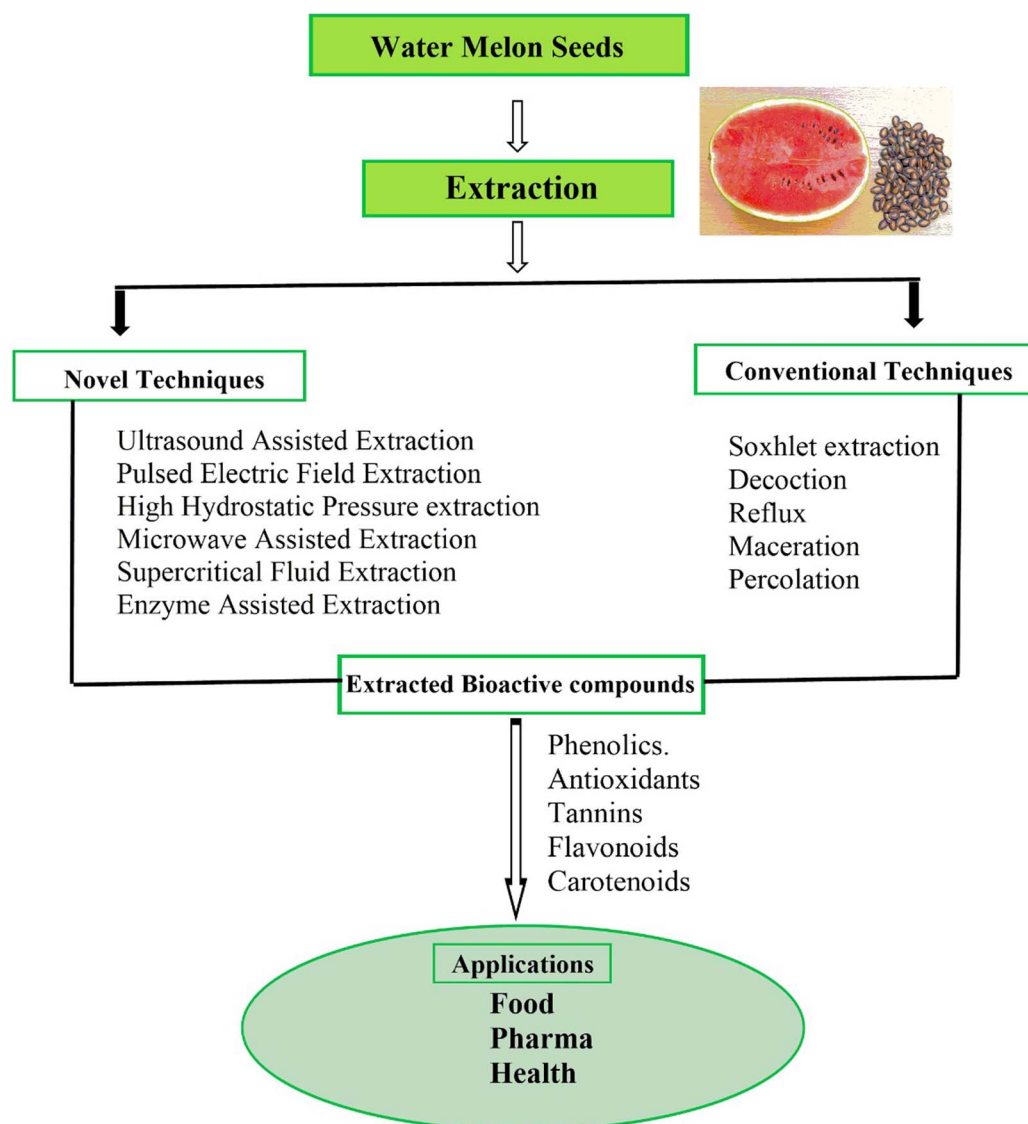 Water Melon Seeds
Extraction
Novel Techniques
Ultrasound Assisted Extraction
Pulsed Electric Field Extraction
High Hydrostatic Pressure extraction
Microwave Assisted Extraction
Supercritical Fluid Extraction
Enzyme Assisted Extraction
Conventional Techniques
Soxhlet extraction
Decoction
Reflux
Maceration
Percolation
Extracted Bioactive compounds
Phenolics.
Antioxidants
Tannins
Flavonoids
Carotenoids
Applications
Food
Pharma
Health